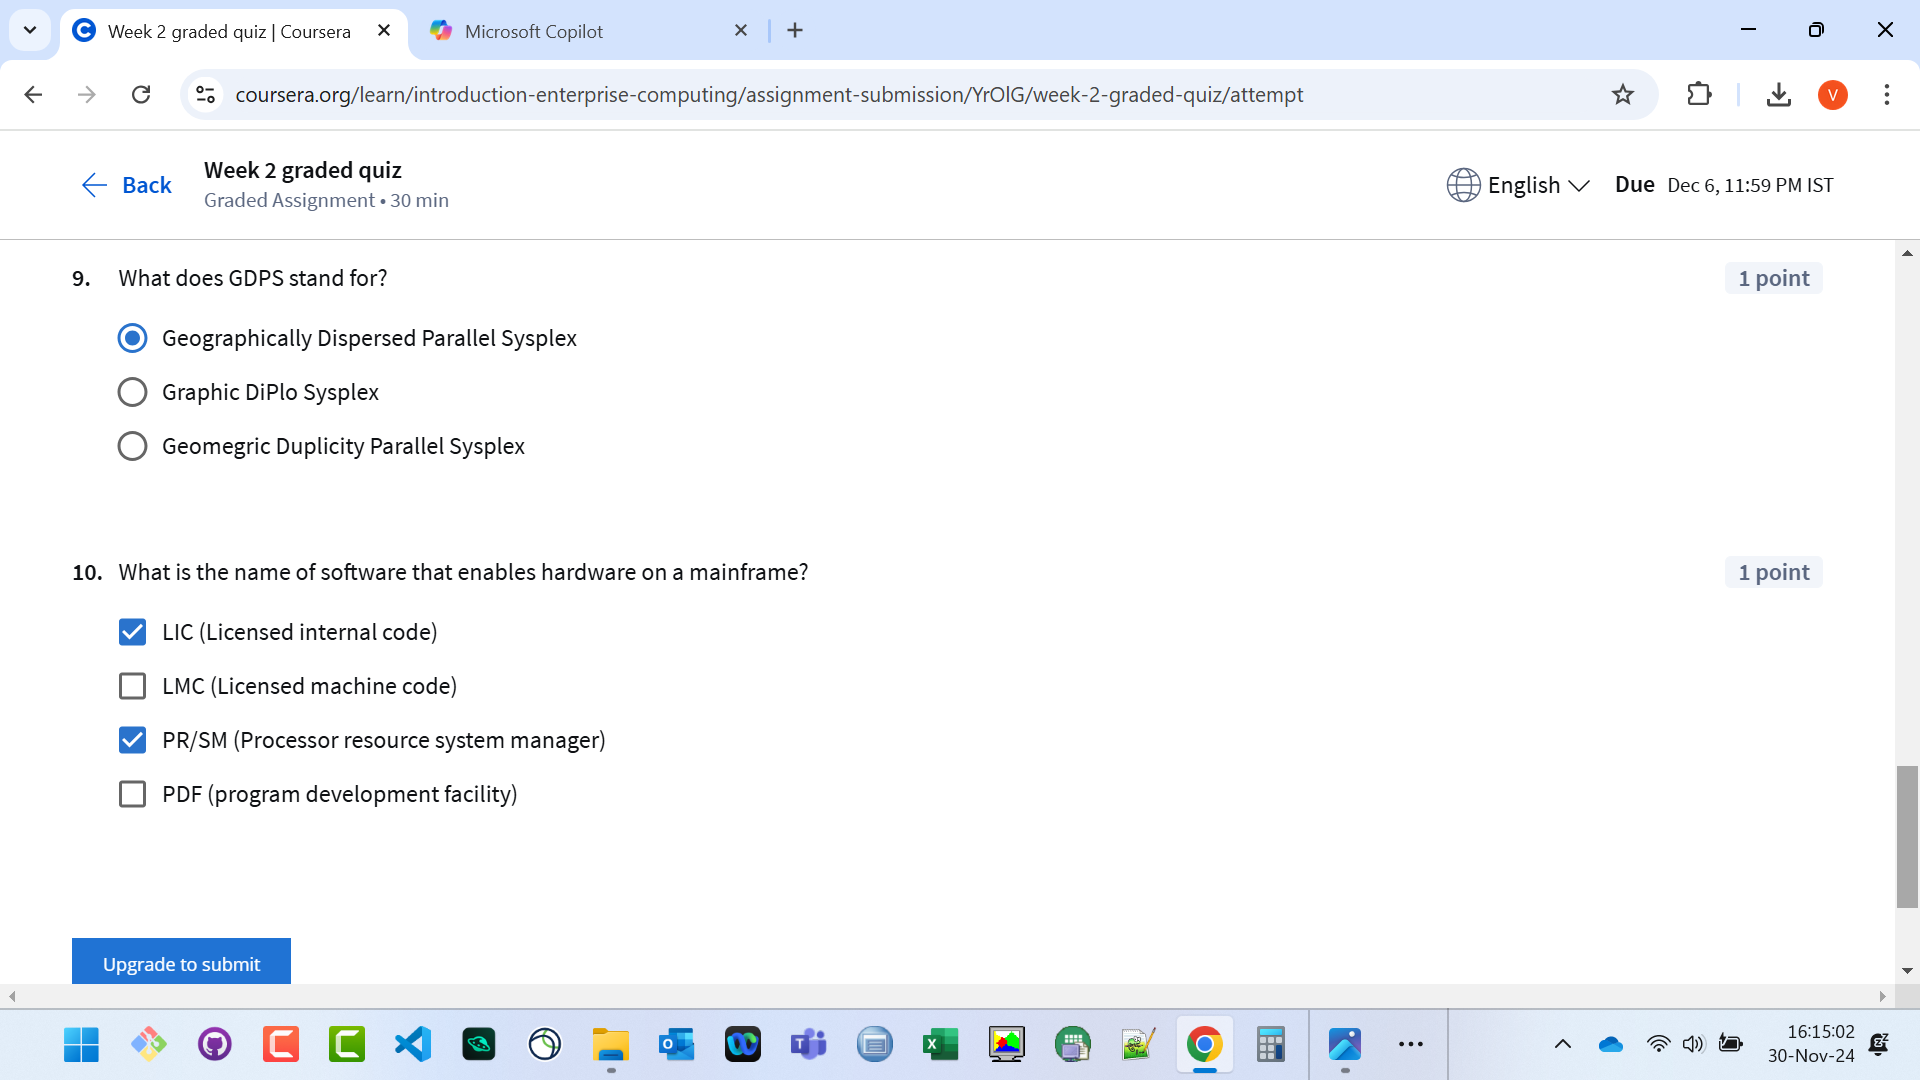 Week 2 graded quiz | Coursera
Microsoft Copilot
coursera.org/learn/introduction-enterprise-computing/assignment-submission/YrOlG/week-2-graded-quiz/attempt
V
Back
Week 2 graded quiz
Graded Assignment • 30 min
English
Due Dec 6, 11:59 PM IST
9. What does GDPS stand for?
1 point
Geographically Dispersed Parallel Sysplex
Graphic DiPlo Sysplex
Geomegric Duplicity Parallel Sysplex
10. What is the name of software that enables hardware on a mainframe?
1 point
LIC (Licensed internal code)
LMC (Licensed machine code)
PR/SM (Processor resource system manager)
PDF (program development facility)
Upgrade to submit
16:15:02
30-Nov-24